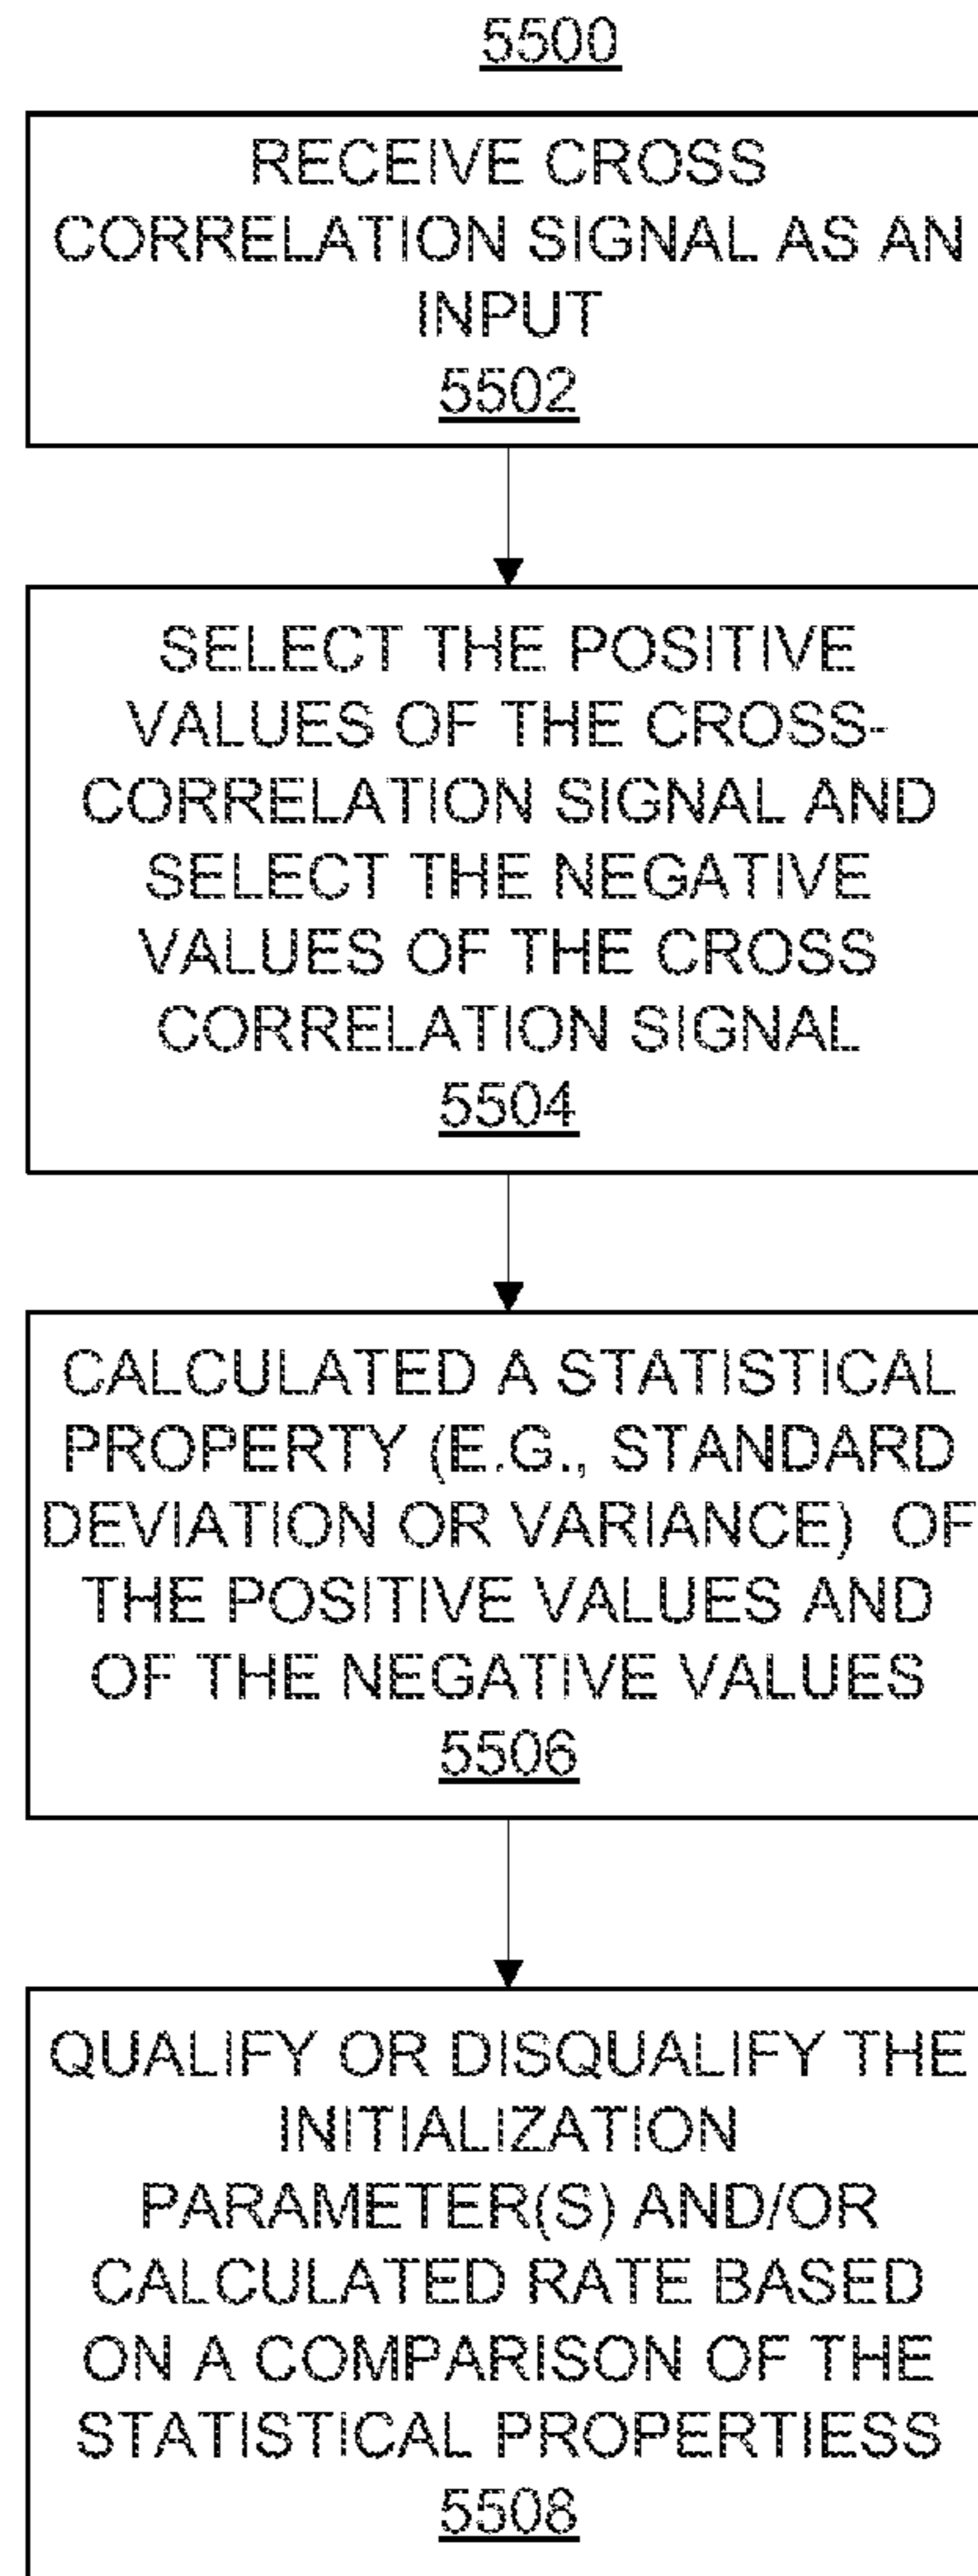 5500
RECEIVE CROSS
CORRELATION SIGNAL AS AN
INPUT
5502
SELECT THE POSITIVE
VALUES OF THE CROSS-
CORRELATION SIGNAL AND
SELECT THE NEGATIVE
VALUES OF THE CROSS
CORRELATION SIGNAL
5504
CALCULATED A STATISTICAL
PROPERTY (E.G., STANDARD
DEVIATION OR VARIANCE) OF
THE POSITIVE VALUES AND
OF THE NEGATIVE VALUES
5506
QUALIFY OR DISQUALIFY THE
INITIALIZATION
PARAMETER(S) AND/OR
CALCULATED RATE BASED
ON A COMPARISON OF THE
STATISTICAL PROPERTIESS
5508